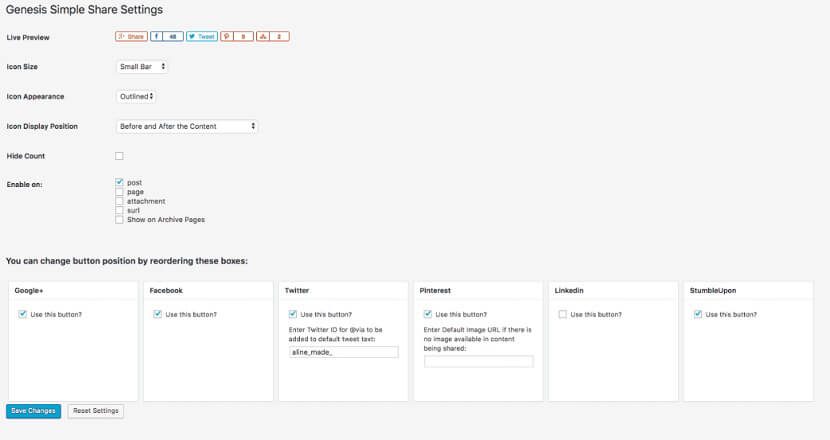 Genesis Simple Share Settings
Live Preview
Share 48 Tweet 9 2
Icon Size Small Bar
Icon Appearance Outlined
Icon Display Position Before and After the Content
Hide Count
Enable on: post
page
attachment
surl
Show on Archive Pages
You can change button position by reordering these boxes:
Google+ Facebook Twitter Pinterest Linkedin StumbleUpon
Use this button? Use this button? Use this button? Use this button? Use this button? Use this button?
Enter Twitter ID for @via to be
added to default tweet text:
aline_made_
Enter Default Image URL if there is
no image available in content
being shared:
Save Changes Reset Settings